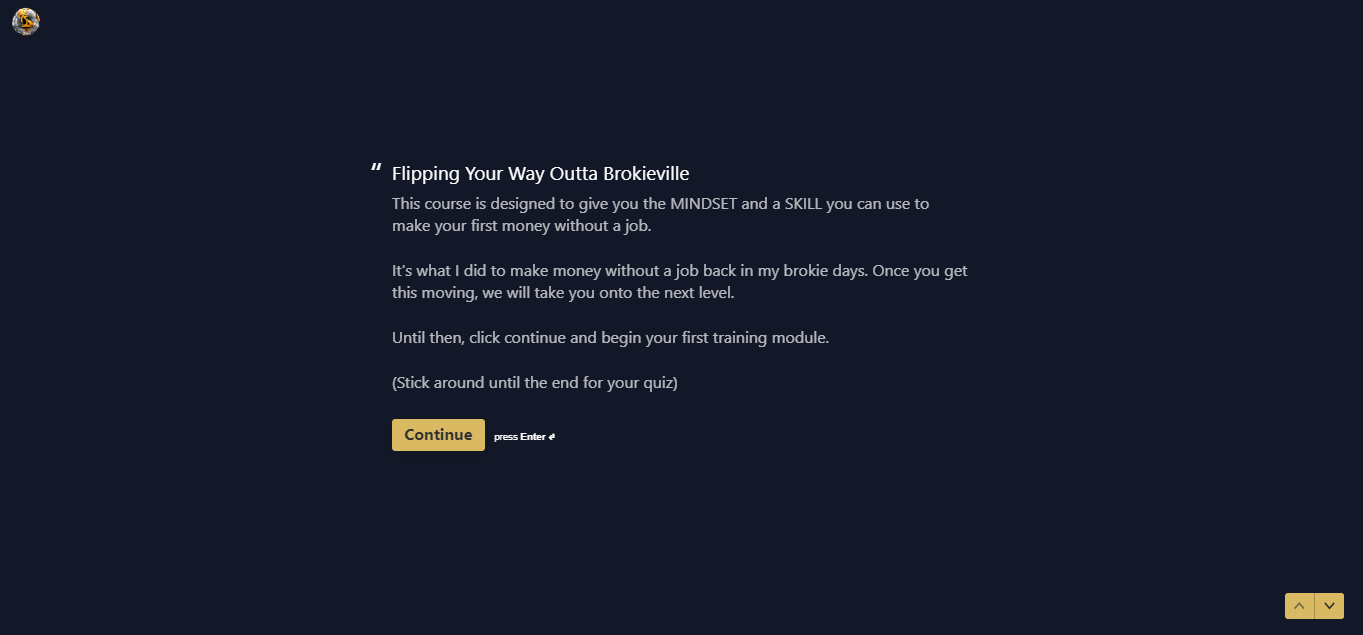 “ Flipping Your Way Outta Brokieville
This course is designed to give you the MINDSET and a SKILL you can use to
make your first money without a job.
It's what I did to make money without a job back in my brokie days. Once you get
this moving, we will take you onto the next level.
Until then, click continue and begin your first training module.
(Stick around until the end for your quiz)
Continue press Enter ↵